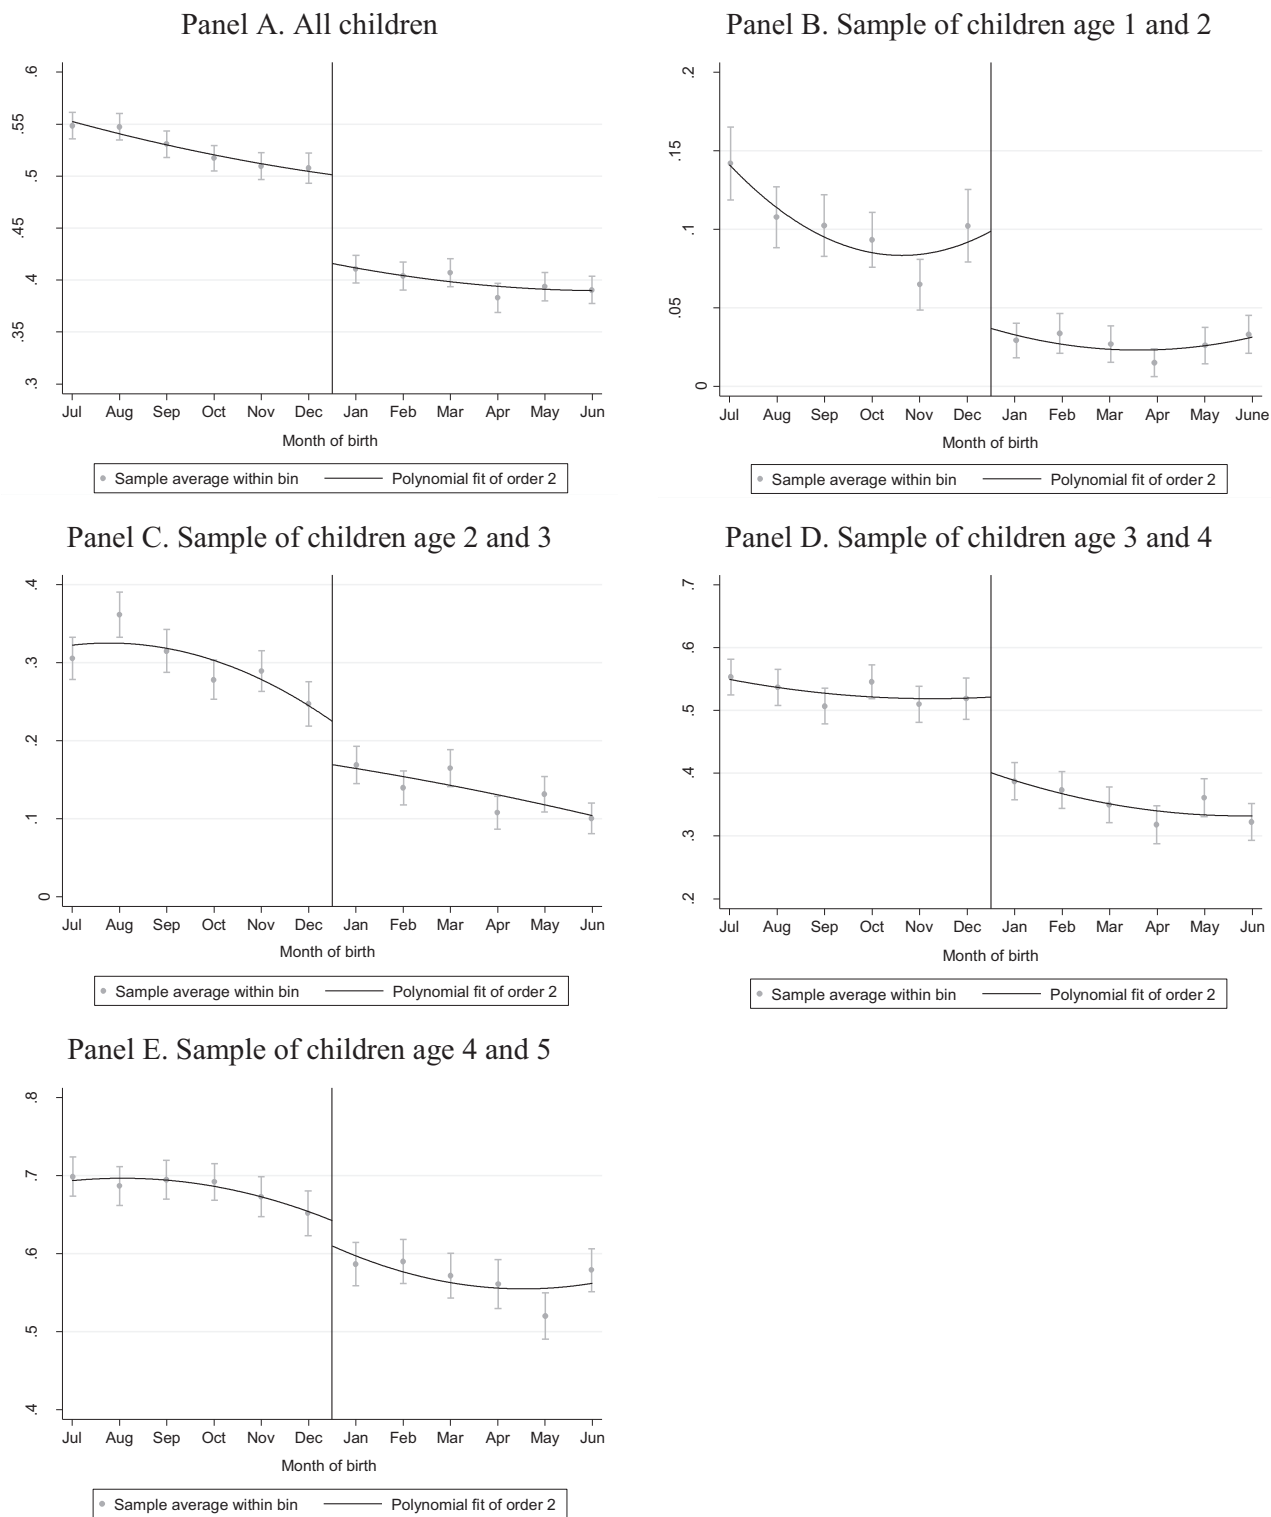 Panel A. All children
.6
.55
.5
.45
.4
.35
.3
Jul Aug Sep Oct Nov Dec Jan Feb Mar Apr May Jun
Month of birth
Sample average within bin Polynomial fit of order 2
Panel B. Sample of children age 1 and 2
.2
.15
.1
.05
0
Jul Aug Sep Oct Nov Dec Jan Feb Mar Apr May June
Month of birth
Sample average within bin Polynomial fit of order 2
Panel C. Sample of children age 2 and 3
.4
.3
.2
.1
0
Jul Aug Sep Oct Nov Dec Jan Feb Mar Apr May Jun
Month of birth
Sample average within bin Polynomial fit of order 2
Panel D. Sample of children age 3 and 4
.7
.6
.5
.4
.3
.2
Jul Aug Sep Oct Nov Dec Jan Feb Mar Apr May Jun
Month of birth
Sample average within bin Polynomial fit of order 2
Panel E. Sample of children age 4 and 5
.8
.7
.6
.5
.4
Jul Aug Sep Oct Nov Dec Jan Feb Mar Apr May Jun
Month of birth
Sample average within bin Polynomial fit of order 2